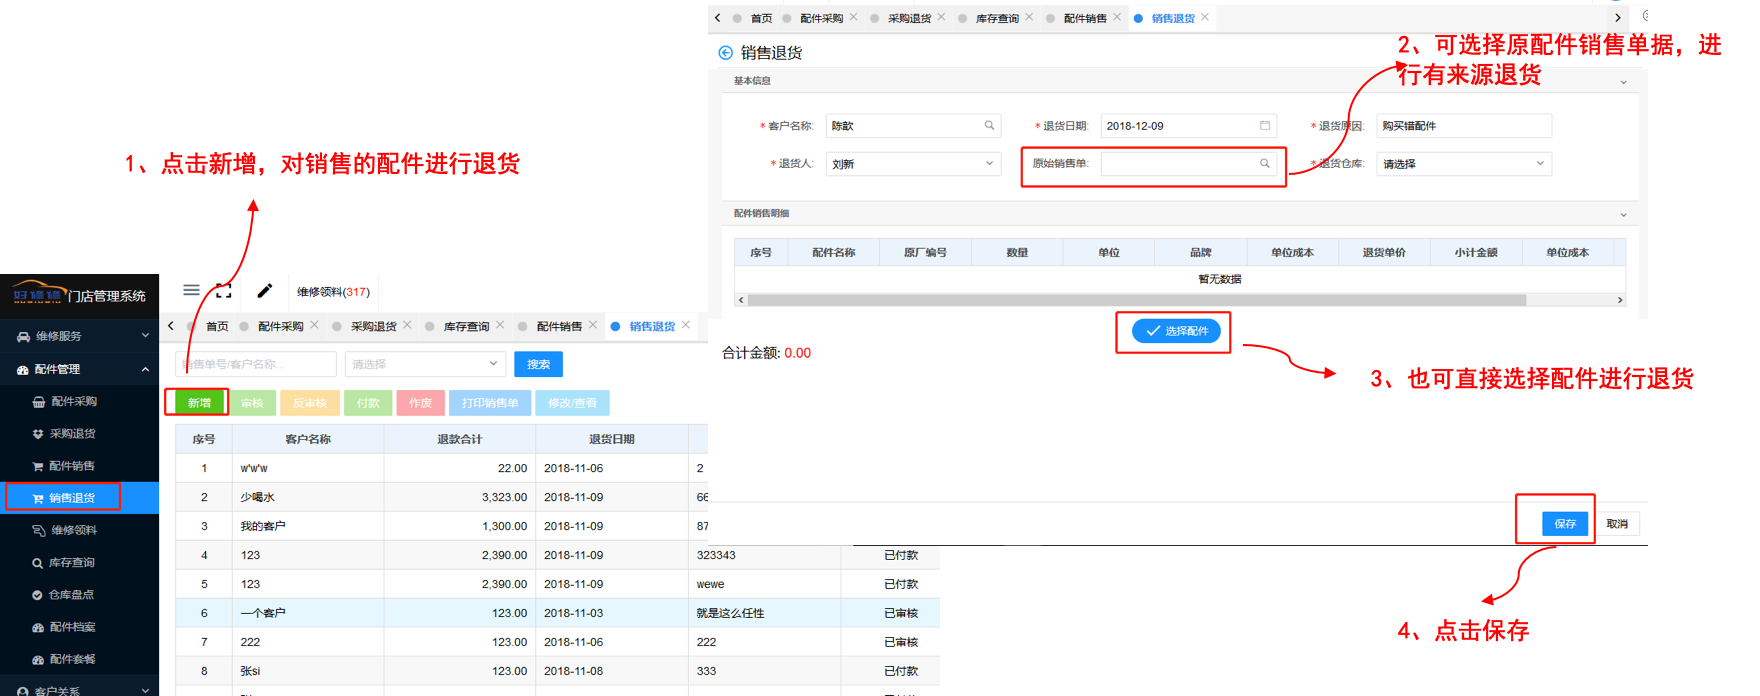 首页
配件采购
采购退货
库存查询
配件销售
销售退货
销售退货
2、可选择原配件销售单据，进
行有来源退货
基本信息
*客户名称: 陈歆
*退货日期: 2018-12-09
*退货原因: 购买错配件
*退货人: 刘新
原始销售单:
*退货仓库: 请选择
配件销售明细
序号 配件名称 原厂编号 数量 单位 品牌 单位成本 退货单价 小计金额 单位成本
暂无数据
选择配件
合计金额: 0.00
3、也可直接选择配件进行退货
保存
取消
4、点击保存
1、点击新增，对销售的配件进行退货
门店管理系统
维修服务
配件管理
配件采购
采购退货
配件销售
销售退货
维修领料
库存查询
仓库盘点
配件档案
配件套餐
客户关系
维修领料(317)
首页
配件采购
采购退货
库存查询
配件销售
销售退货
销售单号/客户名称...
请选择
搜索
新增
审核
反审核
付款
作废
打印销售单
修改/查看
序号 客户名称 退款合计 退货日期
1 w'w'w 22.00 2018-11-06 2
2 少喝水 3,323.00 2018-11-09 66
3 我的客户 1,300.00 2018-11-09 87
4 123 2,390.00 2018-11-09 323343 已付款
5 123 2,390.00 2018-11-09 wewe 已付款
6 一个客户 123.00 2018-11-03 就是这么任性 已审核
7 222 123.00 2018-11-06 222 已审核
8 张si 123.00 2018-11-08 333 已付款